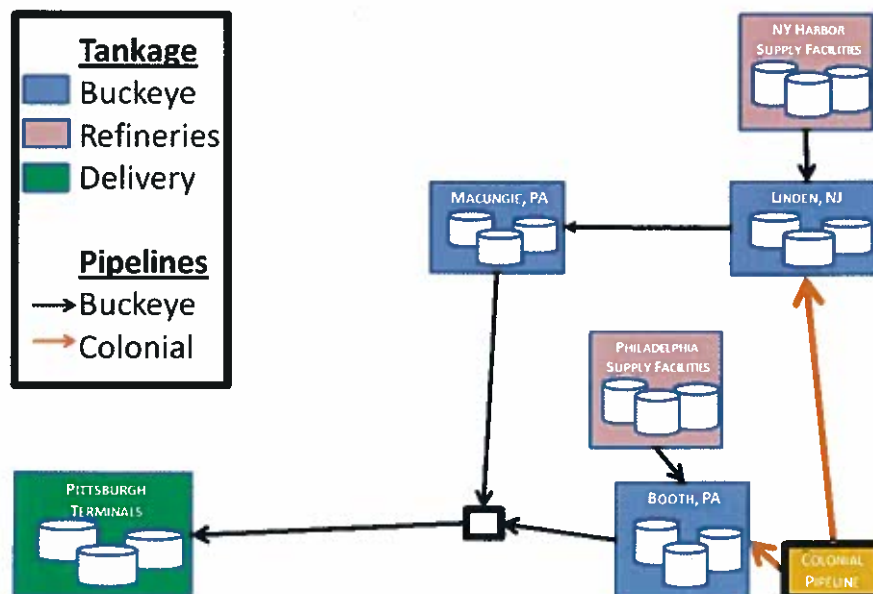 Tankage
Buckeye
Refineries
Delivery
Pipelines
Buckeye
Colonial
NY HARBOR
SUPPLY FACILITIES
MACUNGIE, PA
LINDEN, NJ
PHILADELPHIA
SUPPLY FACILITIES
PITTSBURGH
TERMINALS
BOOTH, PA
COLONIAL
PIPELINE